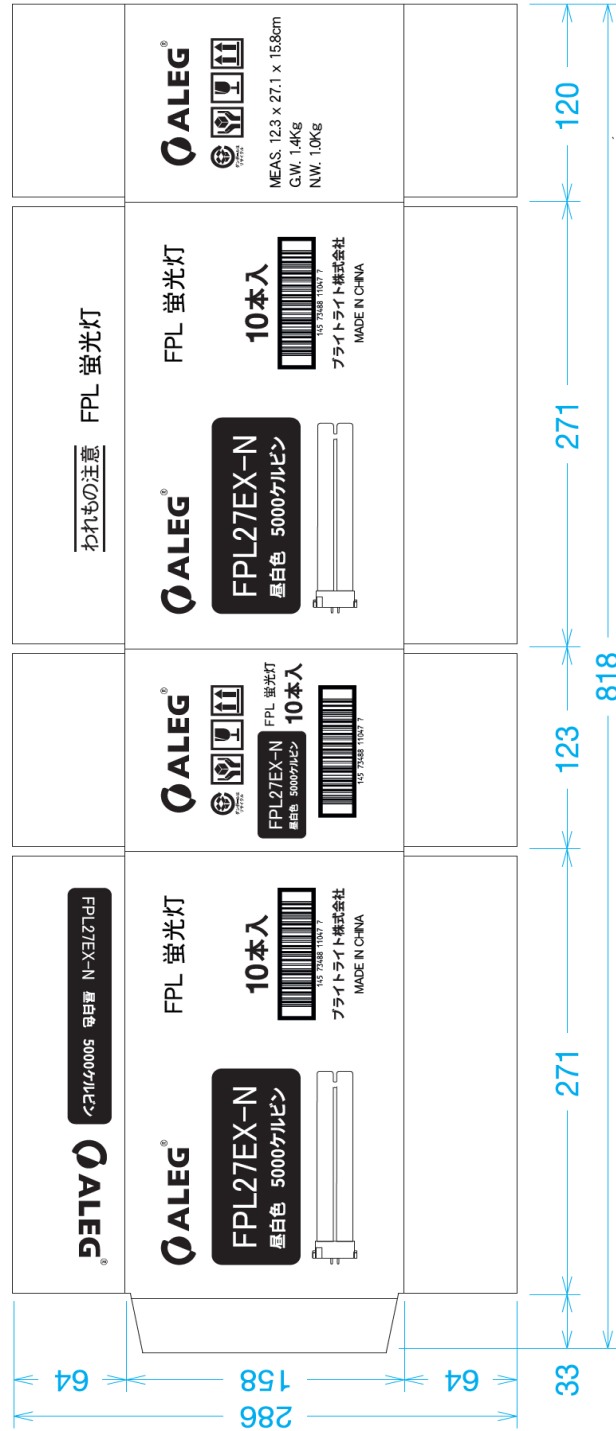 ALEG®
FPL27EX-N 昼白色 5000ケルビン
われもの注意 FPL 蛍光灯
ALEG®
FPL 蛍光灯
FPL27EX-N
昼白色 5000ケルビン
10本入
145 73488 11047 7
ブライトライト株式会社
MADE IN CHINA
ALEG®
FPL27EX-N
昼白色 5000ケルビン
FPL 蛍光灯
10本入
145 73488 11047 7
ALEG®
FPL 蛍光灯
FPL27EX-N
昼白色 5000ケルビン
10本入
145 73488 11047 7
ブライトライト株式会社
MADE IN CHINA
ALEG®
MEAS. 12.3 x 27.1 x 15.8cm
G.W. 1.4Kg
N.W. 1.0Kg
64
158
64
286
33
271
123
271
120
818